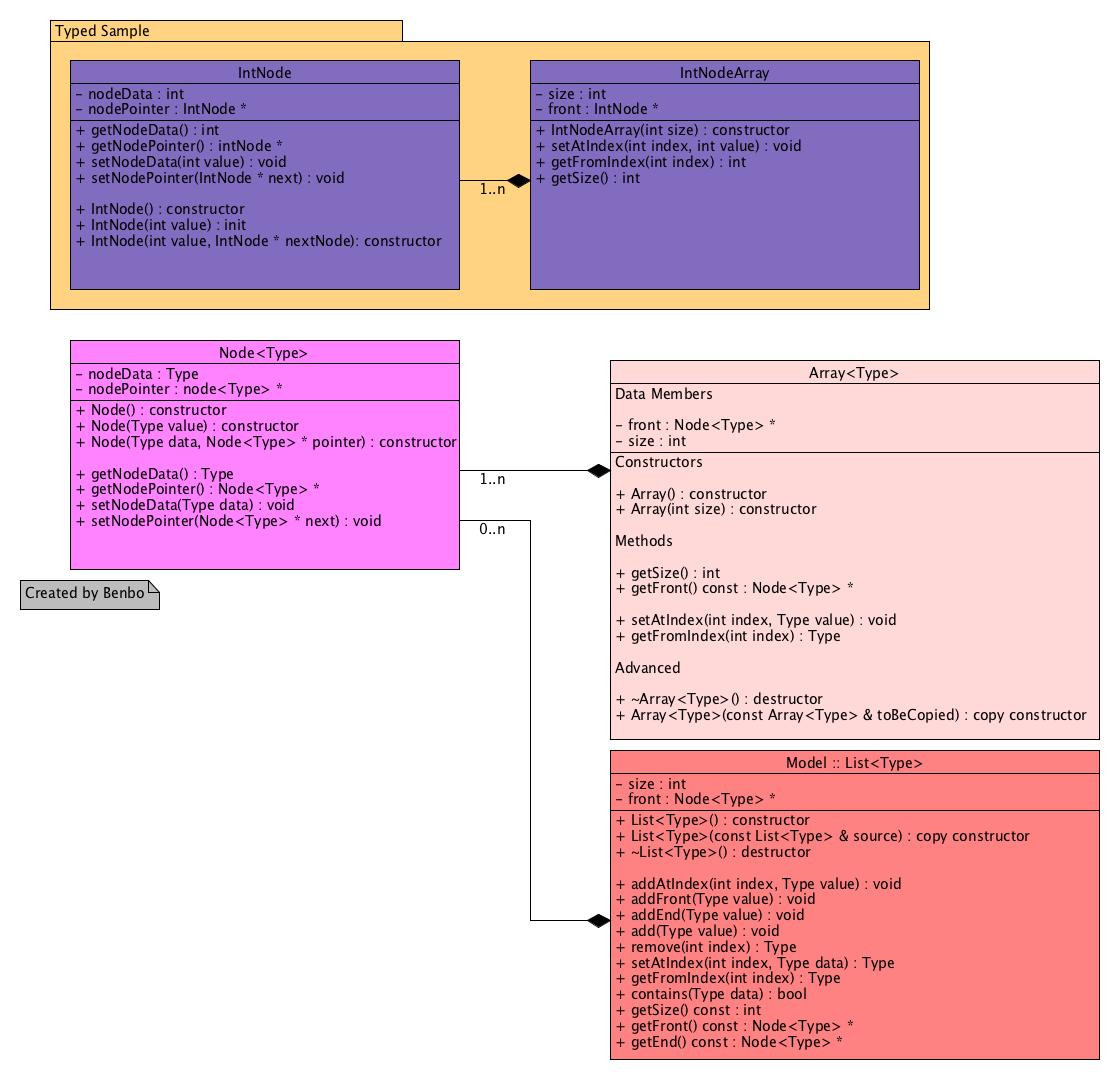 Typed Sample
IntNode
– nodeData : int
– nodePointer : IntNode *
+ getNodeData() : int
+ getNodePointer() : intNode *
+ setNodeData(int value) : void
+ setNodePointer(IntNode * next) : void
+ IntNode() : constructor
+ IntNode(int value) : init
+ IntNode(int value, IntNode * nextNode): constructor
1..n
IntNodeArray
– size : int
– front : IntNode *
+ IntNodeArray(int size) : constructor
+ setAtIndex(int index, int value) : void
+ getFromIndex(int index) : int
+ getSize() : int
Node<Type>
– nodeData : Type
– nodePointer : node<Type> *
+ Node() : constructor
+ Node(Type value) : constructor
+ Node(Type data, Node<Type> * pointer) : constructor
+ getNodeData() : Type
+ getNodePointer() : Node<Type> *
+ setNodeData(Type data) : void
+ setNodePointer(Node<Type> * next) : void
1..n
0..n
Created by Benbo
Array<Type>
Data Members
– front : Node<Type> *
– size : int
Constructors
+ Array() : constructor
+ Array(int size) : constructor
Methods
+ getSize() : int
+ getFront() const : Node<Type> *
+ setAtIndex(int index, Type value) : void
+ getFromIndex(int index) : Type
Advanced
+ ~Array<Type>() : destructor
+ Array<Type>(const Array<Type> & toBeCopied) : copy constructor
Model :: List<Type>
– size : int
– front : Node<Type> *
+ List<Type>() : constructor
+ List<Type>(const List<Type> & source) : copy constructor
+ ~List<Type>() : destructor
+ addAtIndex(int index, Type value) : void
+ addFront(Type value) : void
+ addEnd(Type value) : void
+ add(Type value) : void
+ remove(int index) : Type
+ setAtIndex(int index, Type data) : Type
+ getFromIndex(int index) : Type
+ contains(Type data) : bool
+ getSize() const : int
+ getFront() const : Node<Type> *
+ getEnd() const : Node<Type> *